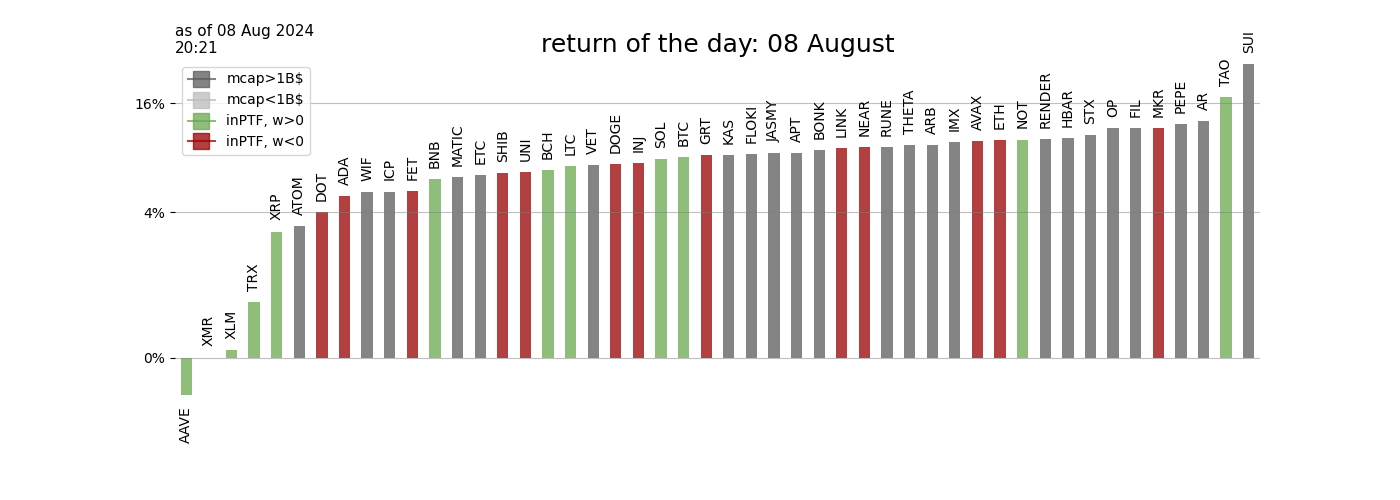 as of 08 Aug 2024
20:21
return of the day: 08 August
mcap>1B$
mcap<1B$
inPTF, w>0
inPTF, w<0
16%
4%
0%
AAVE
XMR
XLM
TRX
XRP
ATOM
DOT
ADA
WIF
ICP
FET
BNB
MATIC
ETC
SHIB
UNI
BCH
LTC
VET
DOGE
INJ
SOL
BTC
GRT
KAS
FLOKI
JASMY
APT
BONK
LINK
NEAR
RUNE
THETA
ARB
IMX
AVAX
ETH
NOT
RENDER
HBAR
STX
OP
FIL
MKR
PEPE
AR
TAO
SUI